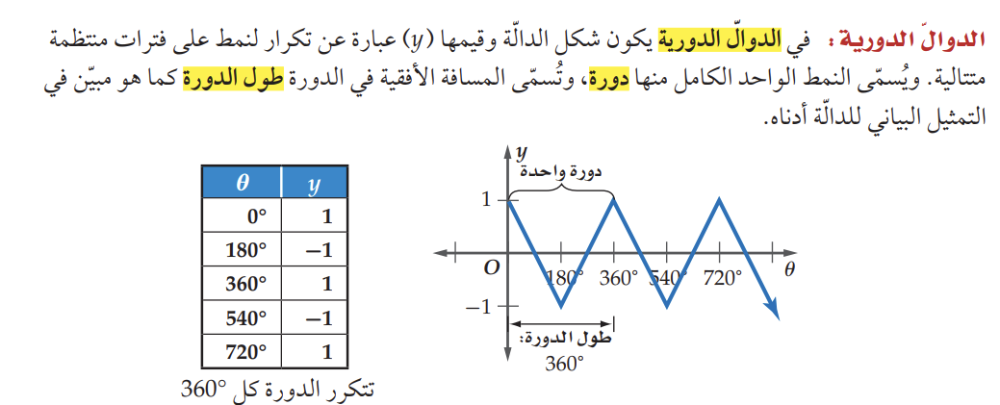 الدوالّ الدورية: في الدوالّ الدورية يكون شكل الدالّة وقيمها (y) عبارة عن تكرار لنمط على فترات منتظمة
متتالية. ويُسمّى النمط الواحد الكامل منها دورة، وتُسمّى المسافة الأفقية في الدورة طول الدورة كما هو مبيّن في
التمثيل البياني للدالّة أدناه.
θ y
0° 1
180° −1
360° 1
540° −1
720° 1
تتكرر الدورة كل 360°
y
دورة واحدة
1
O 180° 360° 540° 720° θ
−1
طول الدورة:
360°